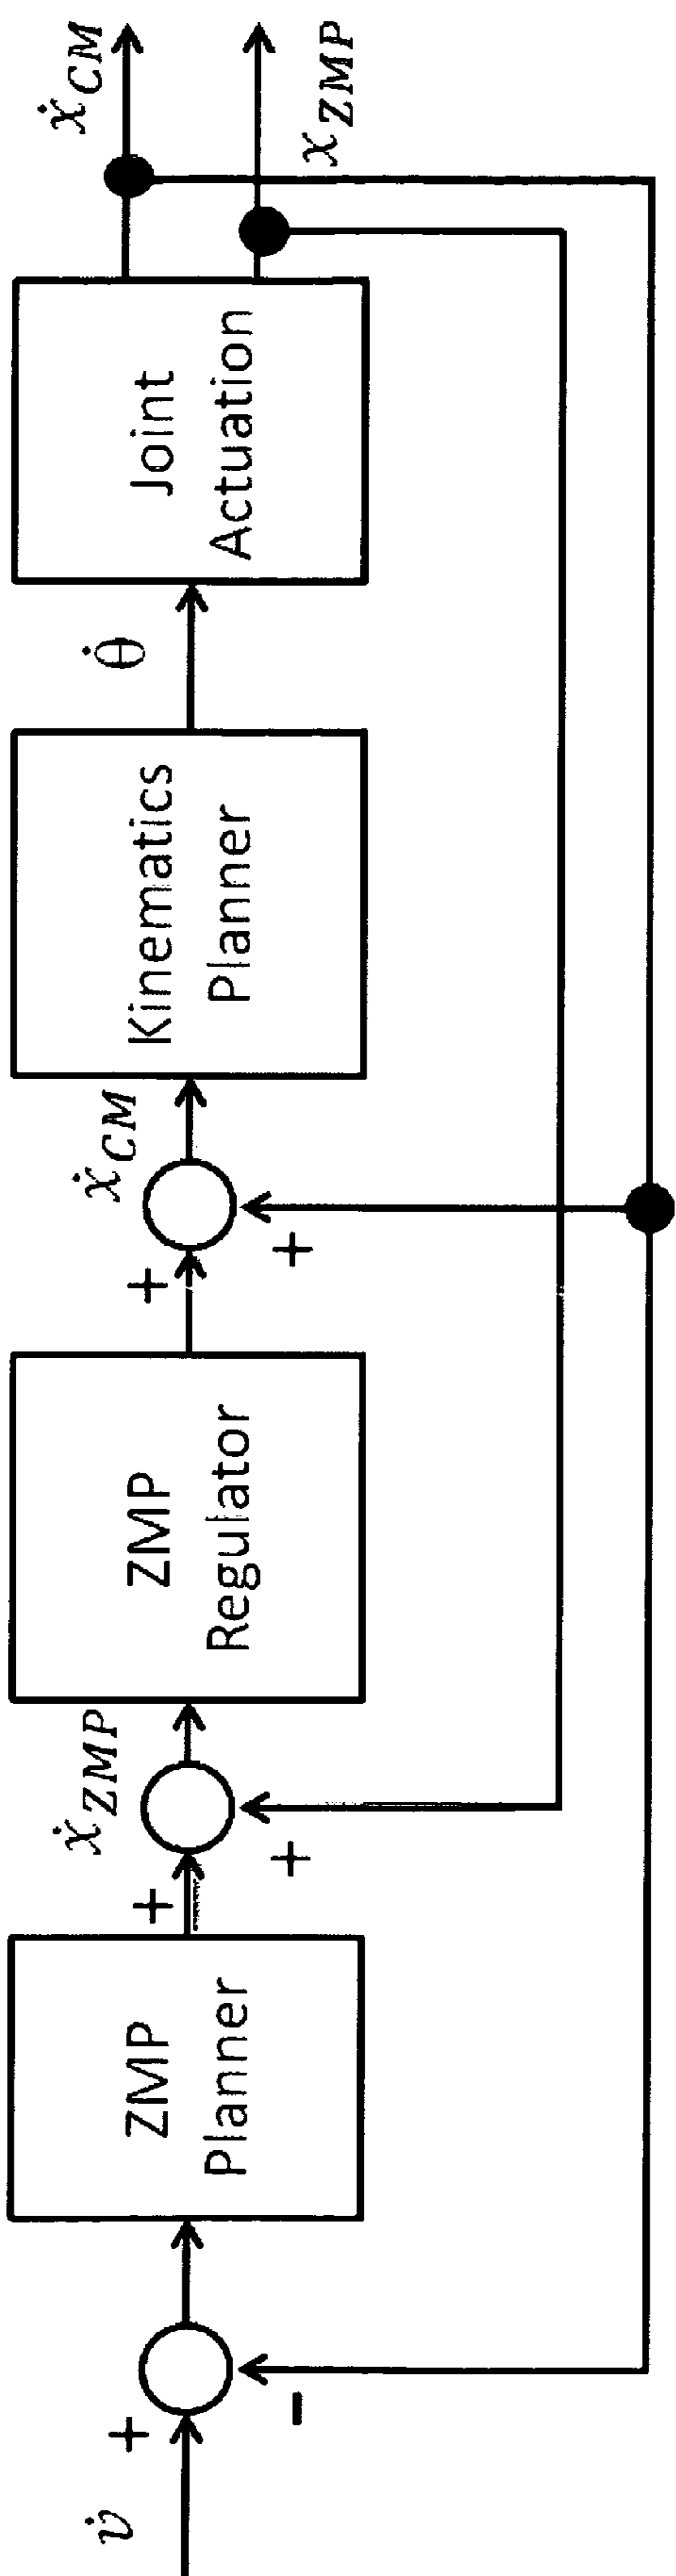 v̇
+
-
ZMP
Planner
+
+
ẋ_ZMP
ZMP
Regulator
+
+
ẋ_CM
Kinematics
Planner
θ̇
Joint
Actuation
ẋ_CM
x_ZMP